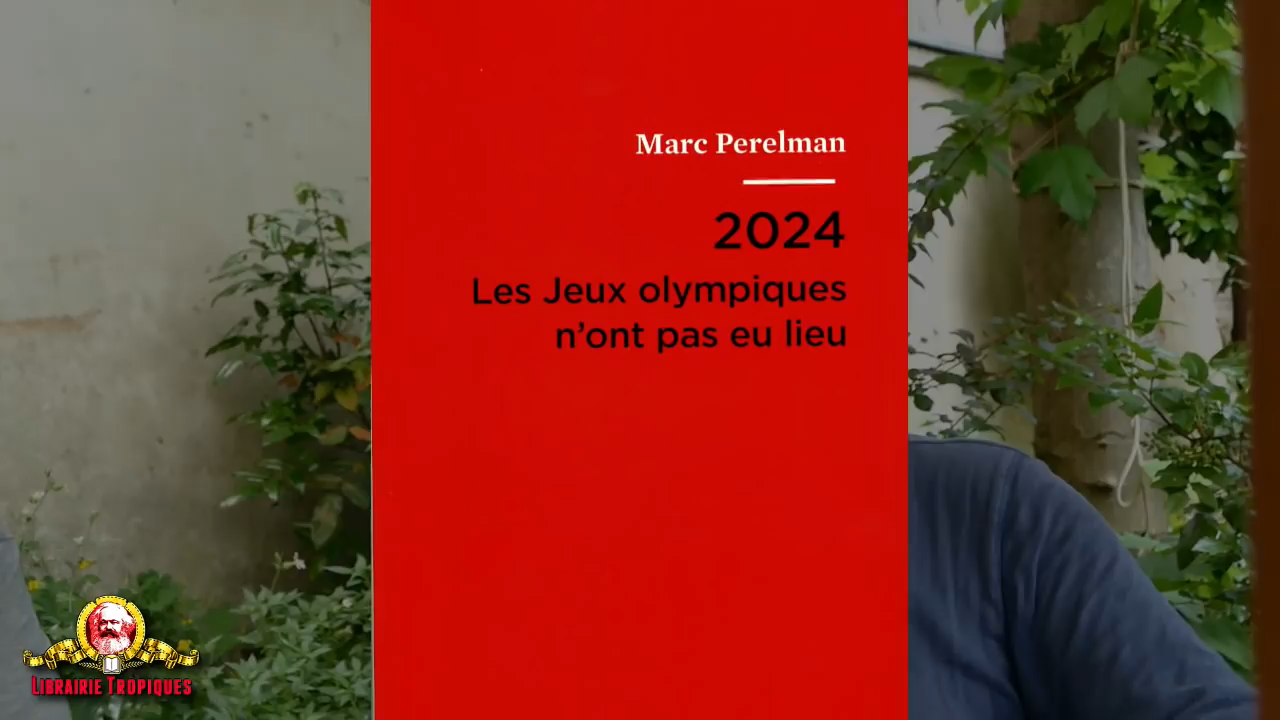 Marc Perelman
2024
Les Jeux olympiques
n’ont pas eu lieu
LIBRAIRIE TROPIQUES